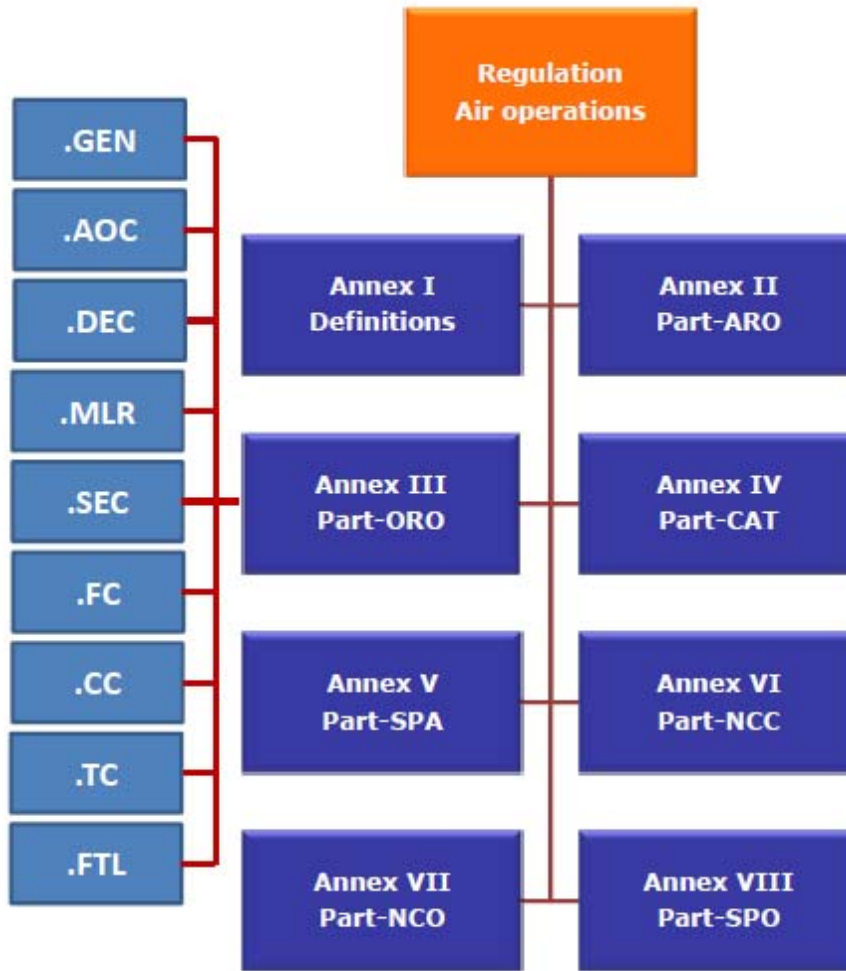 Regulation
Air operations
.GEN
.AOC
.DEC
.MLR
.SEC
.FC
.CC
.TC
.FTL
Annex I
Definitions
Annex II
Part-ARO
Annex III
Part-ORO
Annex IV
Part-CAT
Annex V
Part-SPA
Annex VI
Part-NCC
Annex VII
Part-NCO
Annex VIII
Part-SPO